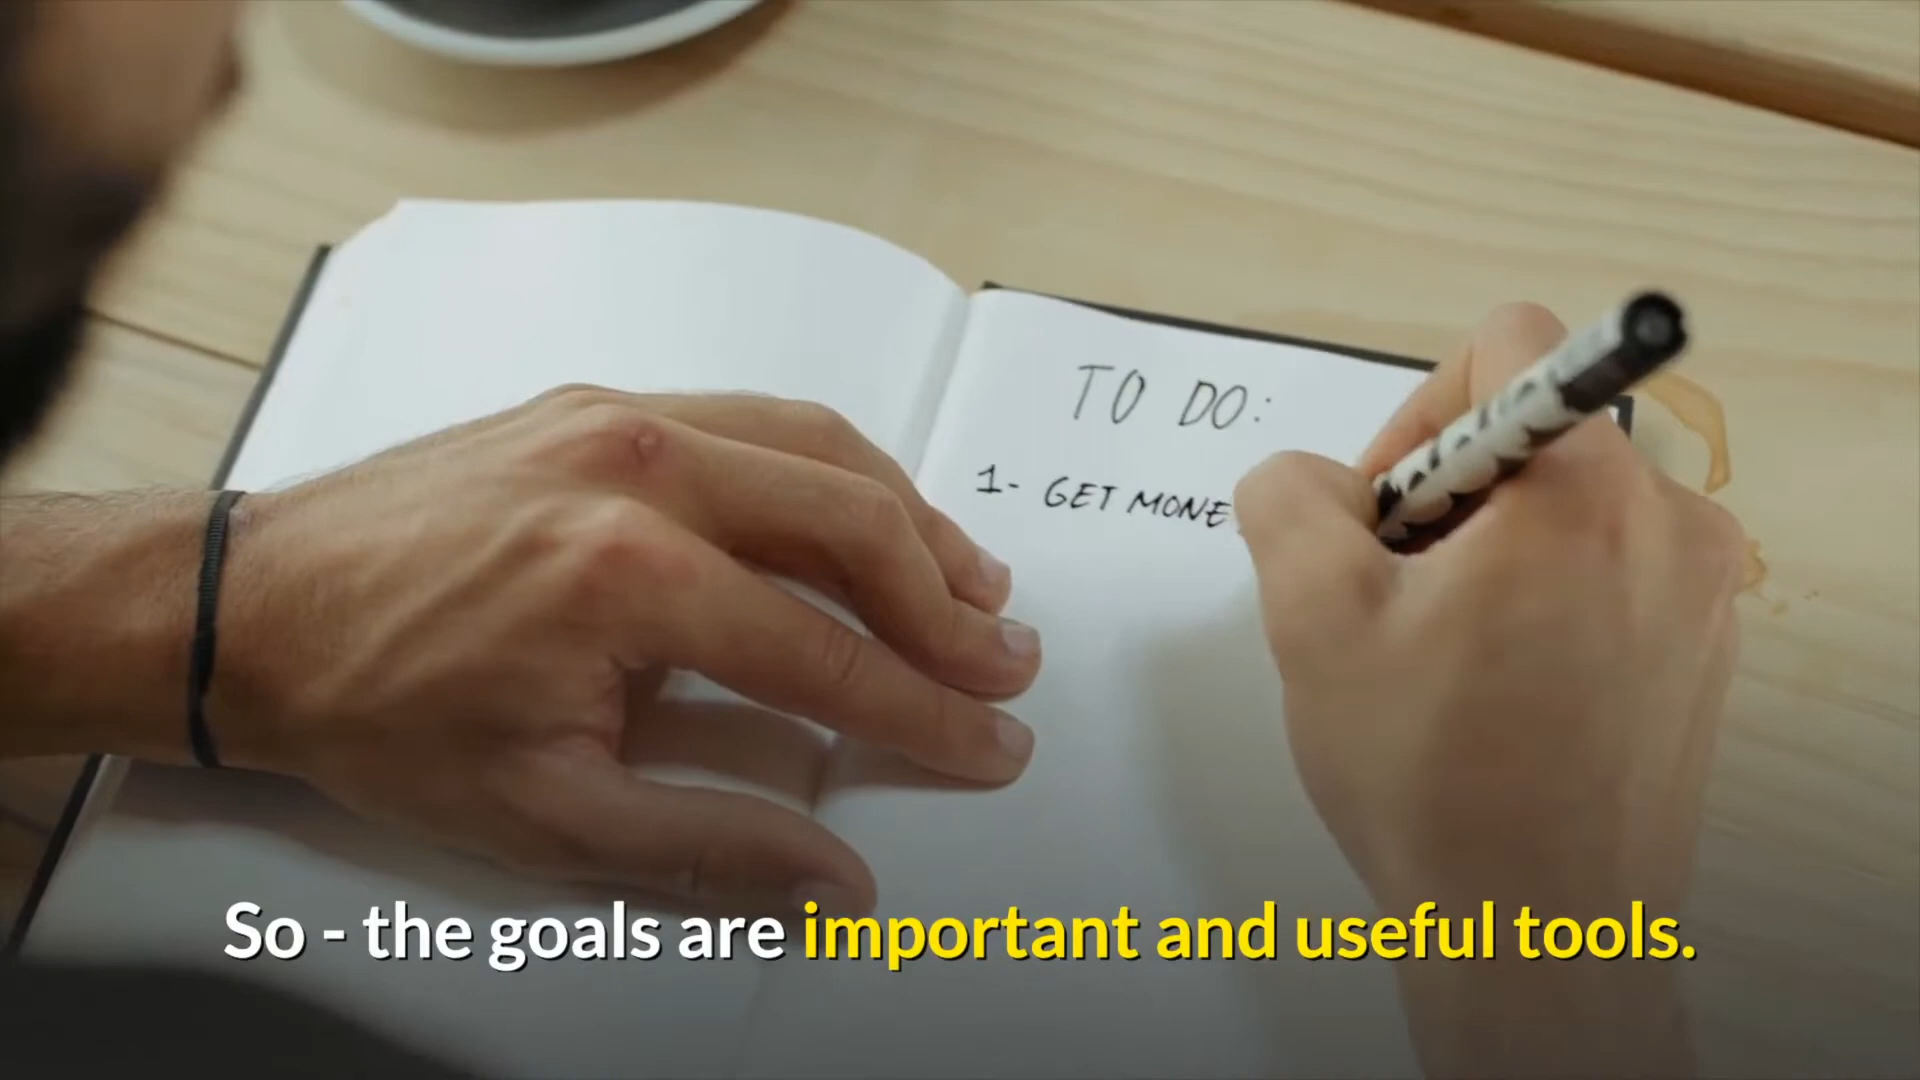 TO DO:
1- GET MONE
So - the goals are important and useful tools.